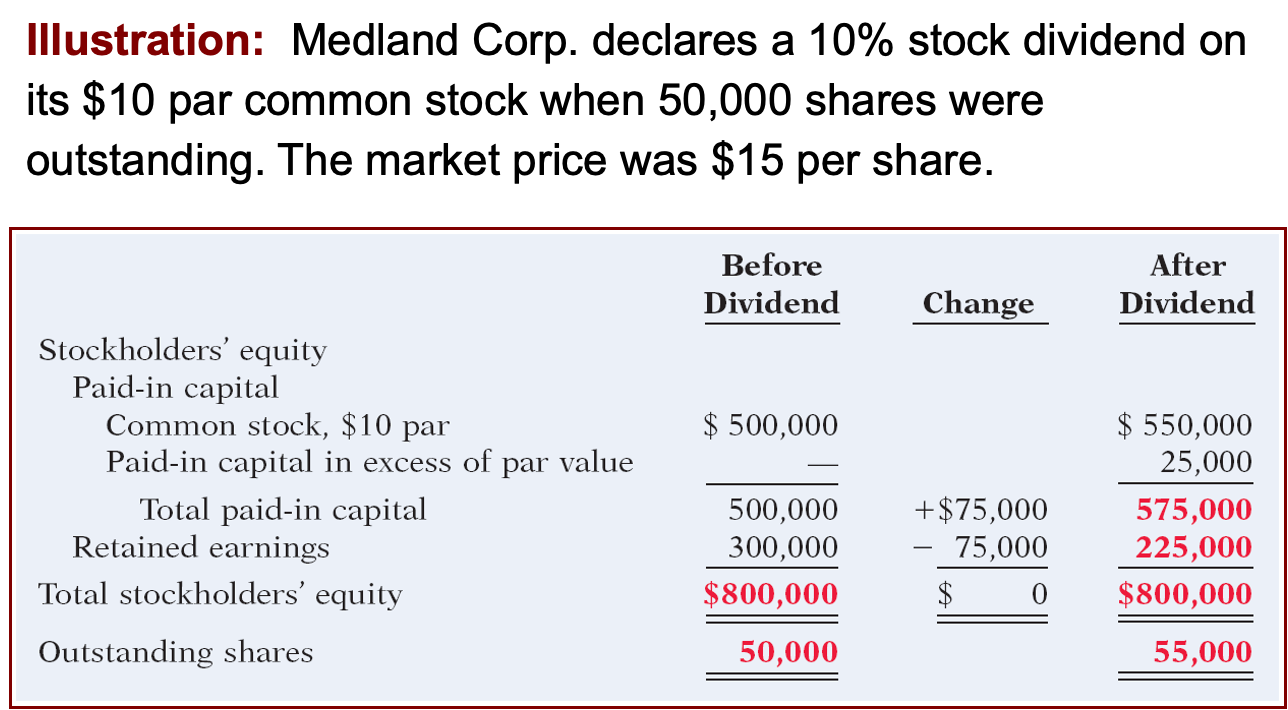 Illustration: Medland Corp. declares a 10% stock dividend on
its $10 par common stock when 50,000 shares were
outstanding. The market price was $15 per share.
Before After
Dividend Change Dividend
Stockholders’ equity
Paid-in capital
Common stock, $10 par $ 500,000 $ 550,000
Paid-in capital in excess of par value — 25,000
Total paid-in capital 500,000 +$75,000 575,000
Retained earnings 300,000 − 75,000 225,000
Total stockholders’ equity $800,000 $ 0 $800,000
Outstanding shares 50,000 55,000